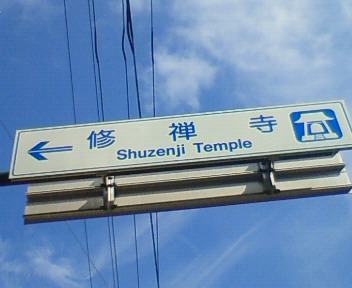 修禅寺
Shuzenji Temple